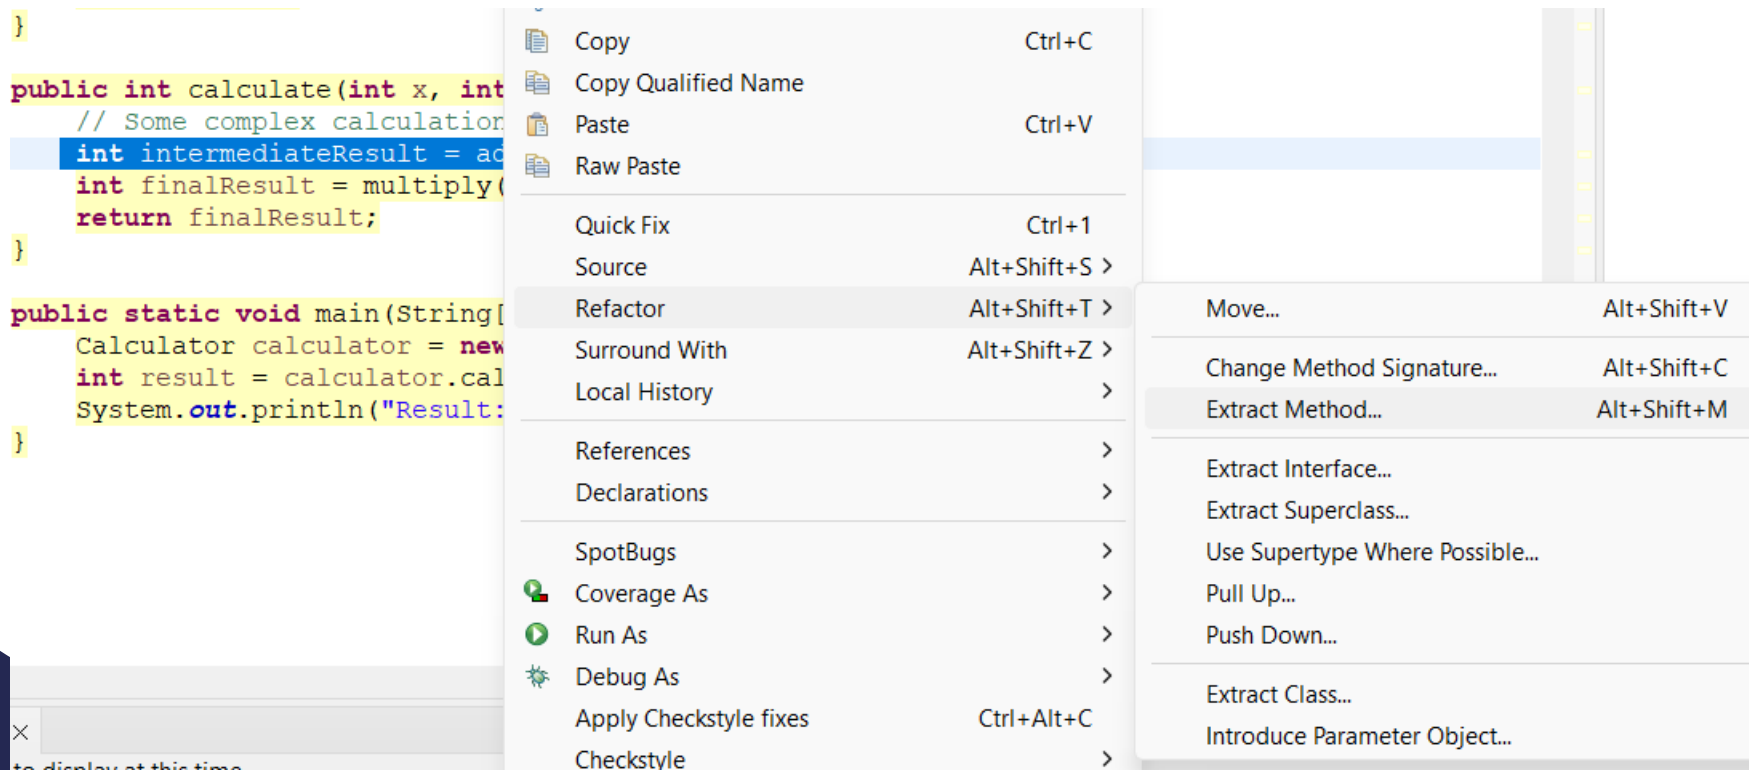 }
public int calculate(int x, int
// Some complex calculation
int intermediateResult = ad
int finalResult = multiply(
return finalResult;
}
public static void main(String[
Calculator calculator = new
int result = calculator.cal
System.out.println("Result:
}
to display at this time
Copy Ctrl+C
Copy Qualified Name
Paste Ctrl+V
Raw Paste
Quick Fix Ctrl+1
Source Alt+Shift+S >
Refactor Alt+Shift+T >
Surround With Alt+Shift+Z >
Local History >
References >
Declarations >
SpotBugs >
Coverage As >
Run As >
Debug As >
Apply Checkstyle fixes Ctrl+Alt+C
Checkstyle >
Move... Alt+Shift+V
Change Method Signature... Alt+Shift+C
Extract Method... Alt+Shift+M
Extract Interface...
Extract Superclass...
Use Supertype Where Possible...
Pull Up...
Push Down...
Extract Class...
Introduce Parameter Object...